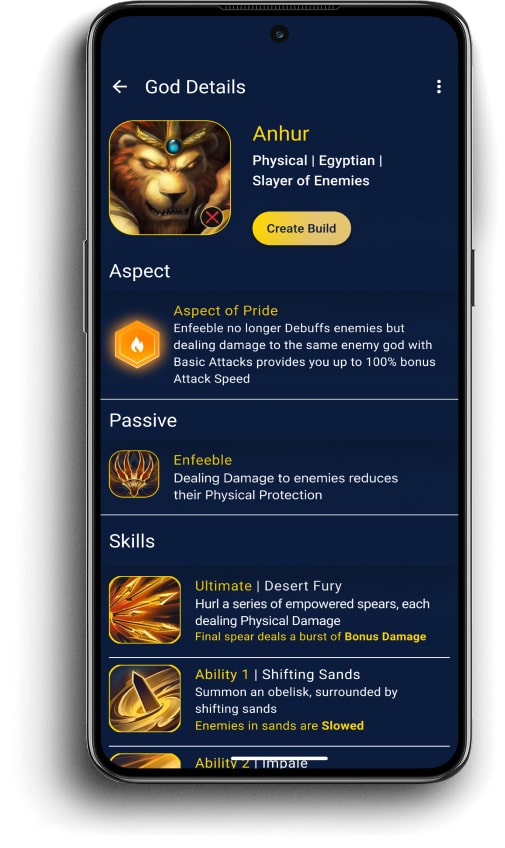 God Details
Anhur
Physical | Egyptian |
Slayer of Enemies
Create Build
Aspect
Aspect of Pride
Enfeeble no longer Debuffs enemies but
dealing damage to the same enemy god with
Basic Attacks provides you up to 100% bonus
Attack Speed
Passive
Enfeeble
Dealing Damage to enemies reduces
their Physical Protection
Skills
Ultimate | Desert Fury
Hurl a series of empowered spears, each
dealing Physical Damage
Final spear deals a burst of Bonus Damage
Ability 1 | Shifting Sands
Summon an obelisk, surrounded by
shifting sands
Enemies in sands are Slowed
Ability 2 | Impale